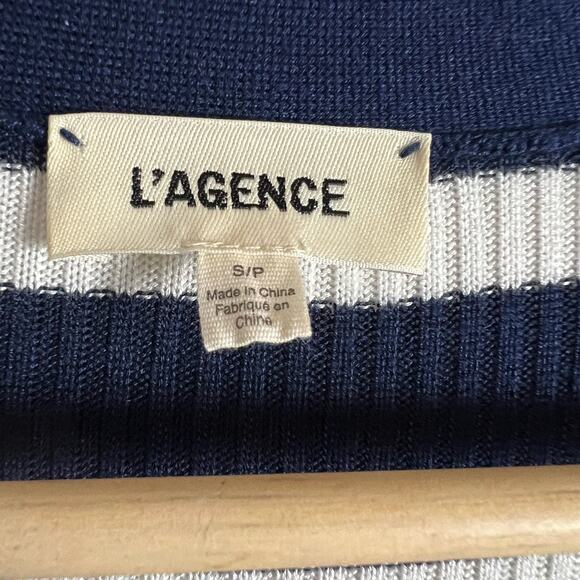 L'AGENCE
S/P
Made in China
Fabriqué en
Chine